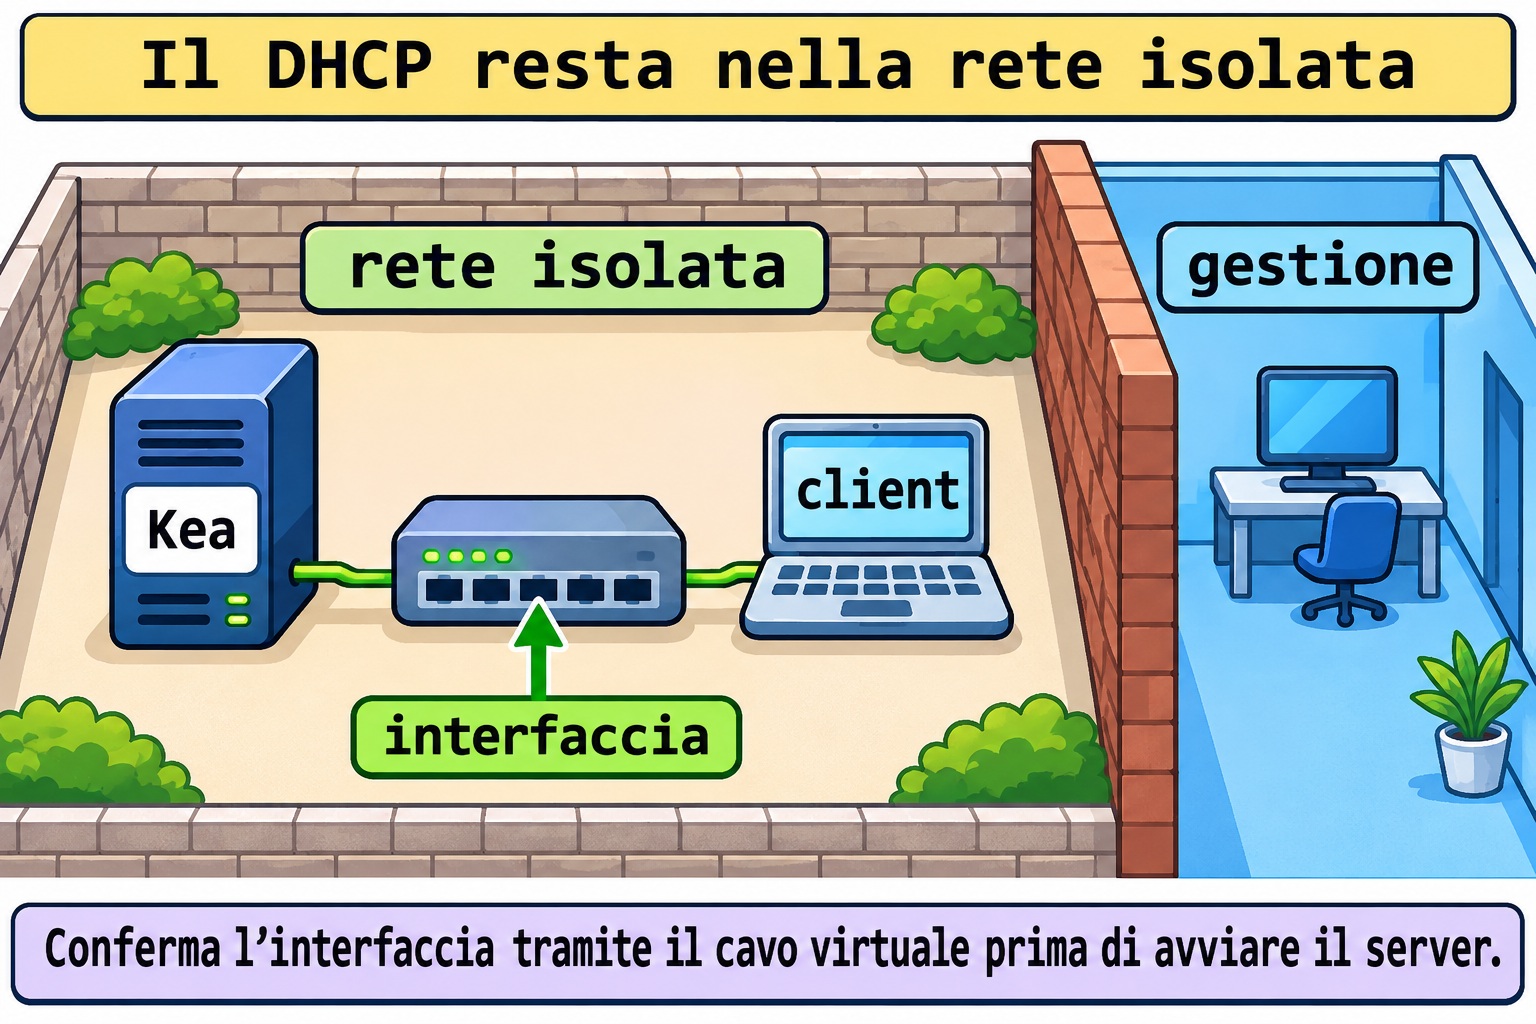 Il DHCP resta nella rete isolata
rete isolata
gestione
Kea
client
interfaccia
Conferma l’interfaccia tramite il cavo virtuale prima di avviare il server.